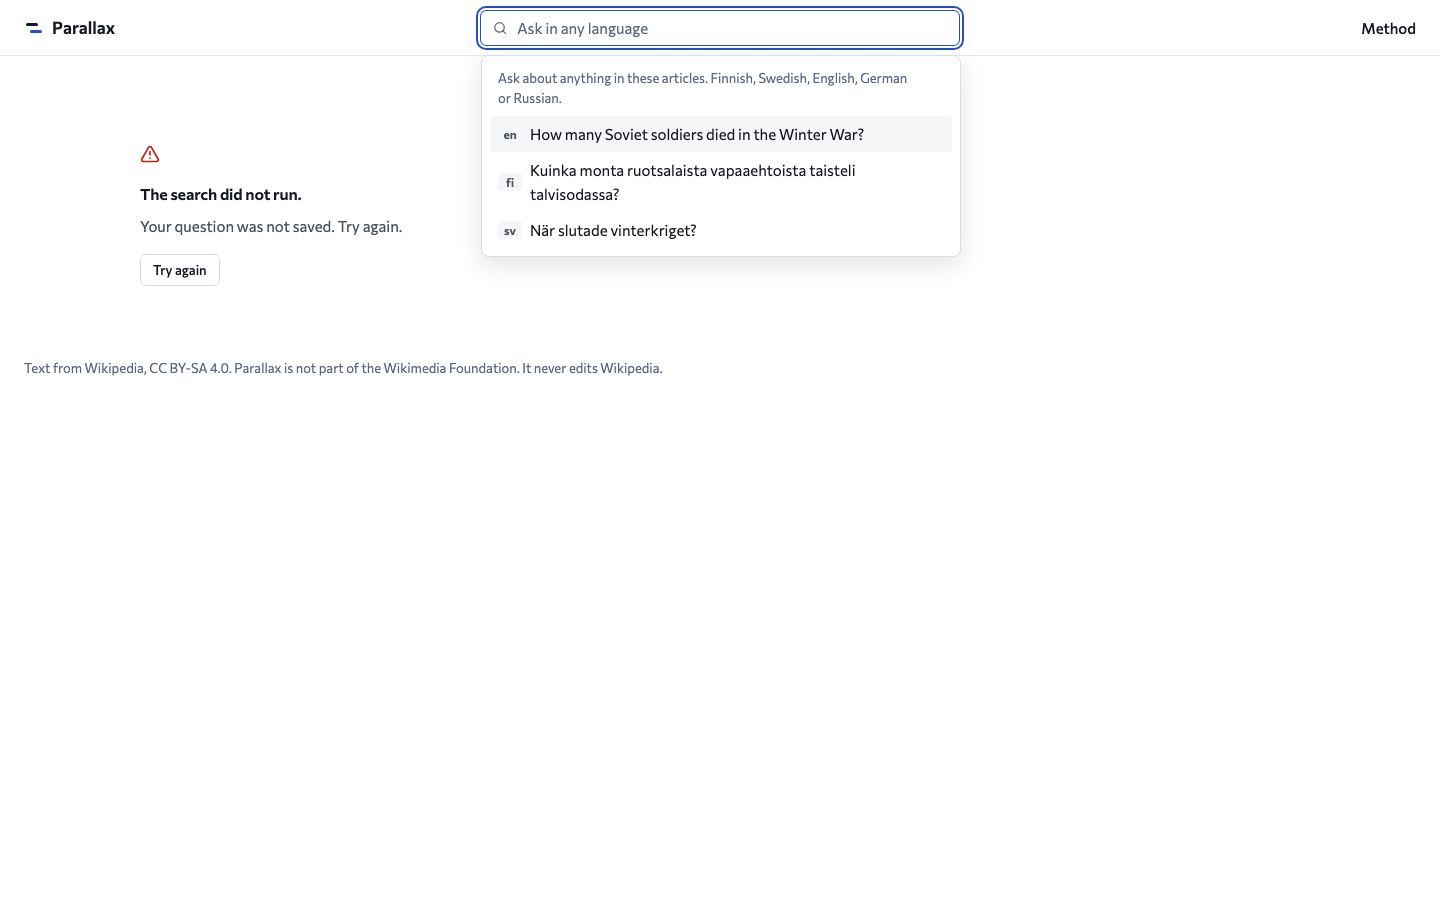 Parallax
Ask in any language
Method
Ask about anything in these articles. Finnish, Swedish, English, German
or Russian.
en How many Soviet soldiers died in the Winter War?
fi Kuinka monta ruotsalaista vapaaehtoista taisteli
talvisodassa?
sv När slutade vinterkriget?
The search did not run.
Your question was not saved. Try again.
Try again
Text from Wikipedia, CC BY-SA 4.0. Parallax is not part of the Wikimedia Foundation. It never edits Wikipedia.